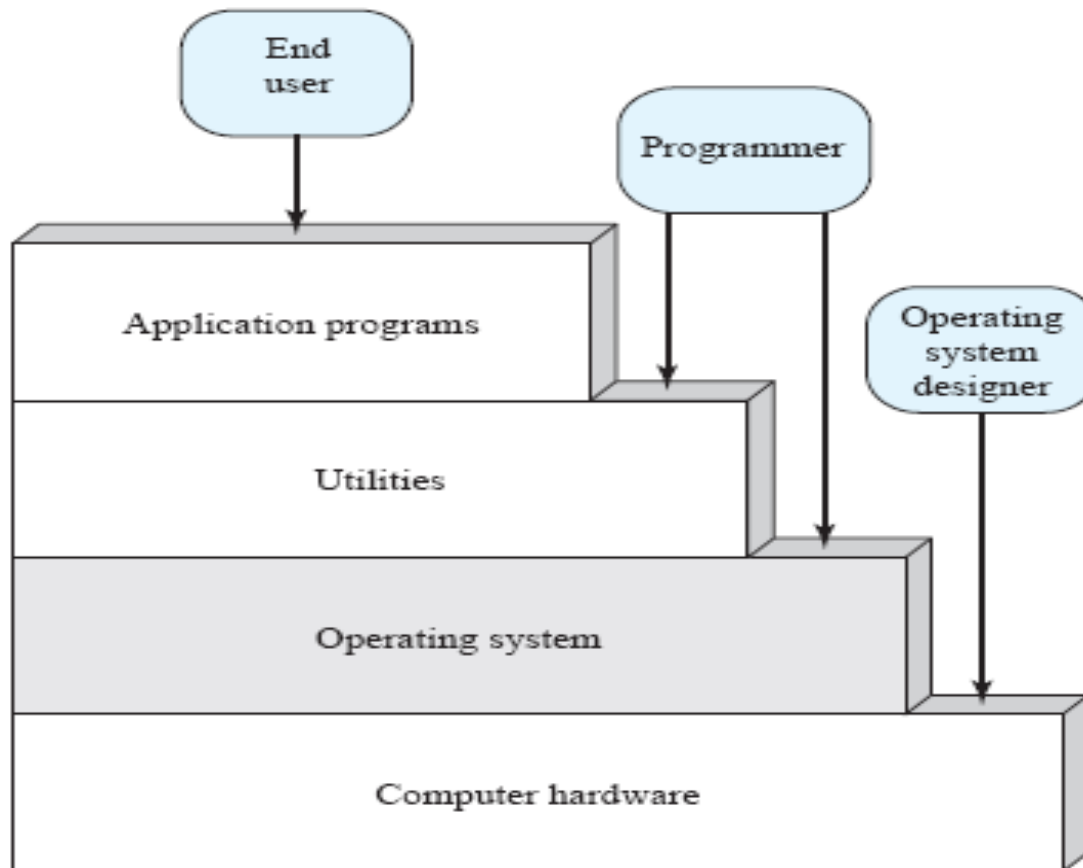 End
user
Programmer
Operating
system
designer
Application programs
Utilities
Operating system
Computer hardware